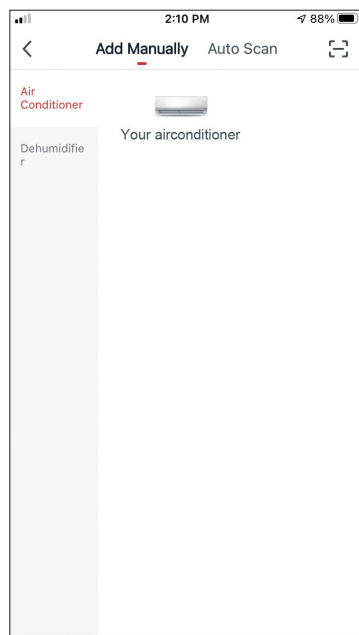 2:10 PM
88%
Add Manually Auto Scan
Air
Conditioner
Your airconditioner
Dehumidifie
r